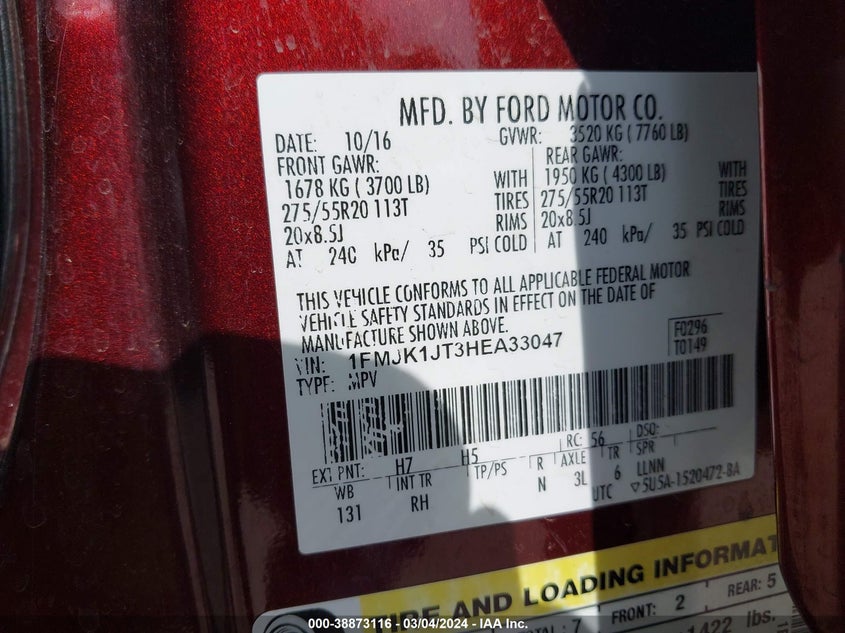 MFD. BY FORD MOTOR CO.
DATE: 10/16 GVWR: 3520 KG ( 7760 LB)
FRONT GAWR: REAR GAWR:
1678 KG ( 3700 LB) WITH 1950 KG ( 4300 LB) WITH
275/55R20 113T TIRES 275/55R20 113T TIRES
20x8.5J RIMS 20x8.5J RIMS
AT 240 kPa/ 35 PSI COLD AT 240 kPa/ 35 PSI COLD
THIS VEHICLE CONFORMS TO ALL APPLICABLE FEDERAL MOTOR
VEHICLE SAFETY STANDARDS IN EFFECT ON THE DATE OF
MANUFACTURE SHOWN ABOVE.
VIN: 1FMJK1JT3HEA33047
TYPE: MPV
F0296
T0149
EXT PNT: H7 H5 RC: 56 DSO:
WB INT TR TP/PS R AXLE TR SPR
131 RH N 3L 6 LLNN
UTC ▽5U5A-1520472-BA
TIRE AND LOADING INFORMAT
TOTAL: 7 FRONT: 2 REAR: 5
1422 lbs.
000-38873116 - 03/04/2024 - IAA Inc.